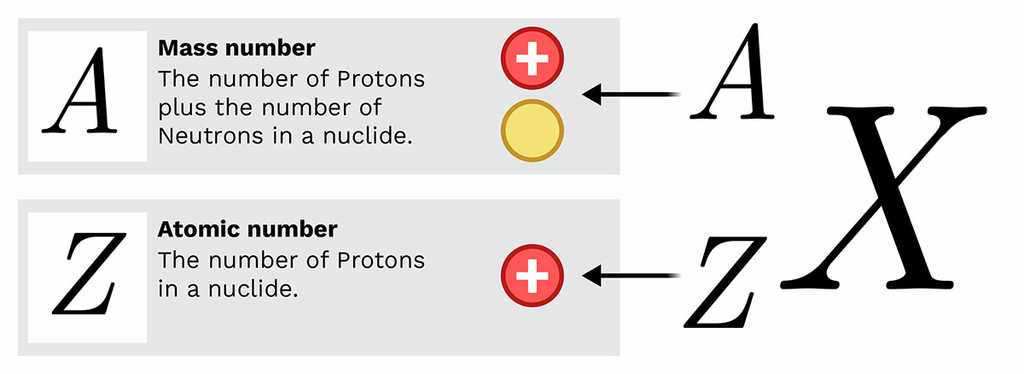 A
Mass number
The number of Protons
plus the number of
Neutrons in a nuclide.
+
A
X
Z
Atomic number
The number of Protons
in a nuclide.
+
Z